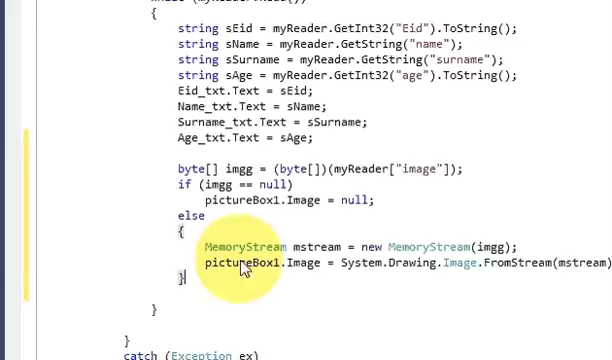 {
string sEid = myReader.GetInt32("Eid").ToString();
string sName = myReader.GetString("name");
string sSurname = myReader.GetString("surname");
string sAge = myReader.GetInt32("age").ToString();
Eid_txt.Text = sEid;
Name_txt.Text = sName;
Surname_txt.Text = sSurname;
Age_txt.Text = sAge;
byte[] imgg = (byte[])(myReader["image"]);
if (imgg == null)
pictureBox1.Image = null;
else
{
MemoryStream mstream = new MemoryStream(imgg);
pictureBox1.Image = System.Drawing.Image.FromStream(mstream)
}
}
}
catch (Exception ex)